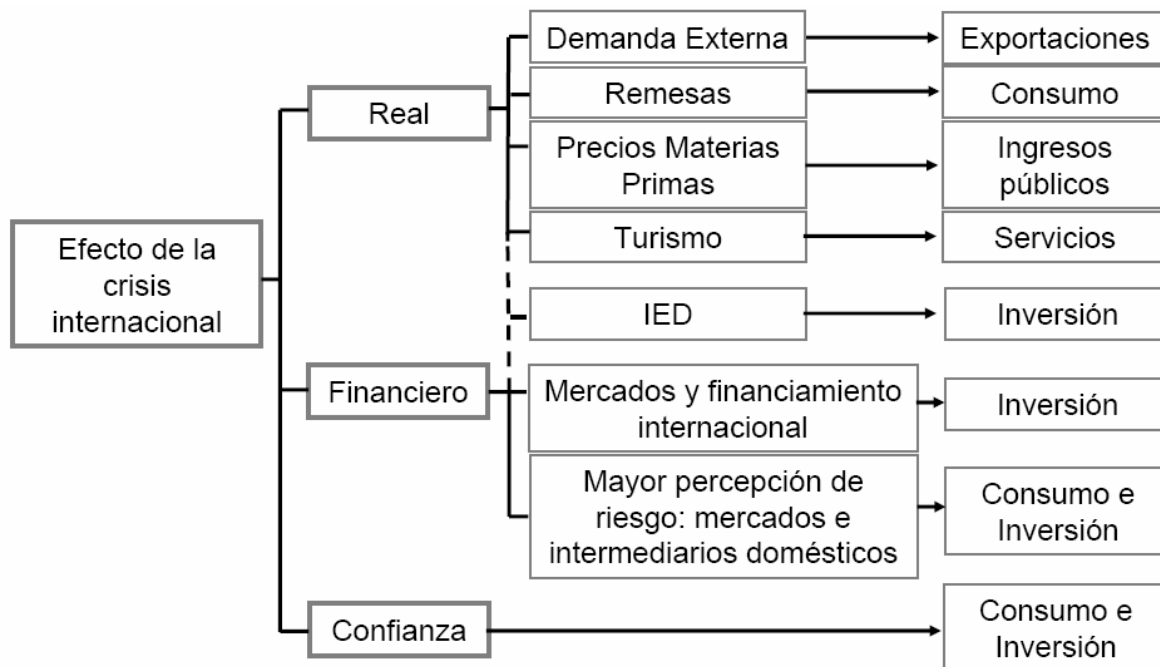 Efecto de la
crisis
internacional
Real
Demanda Externa
Exportaciones
Remesas
Consumo
Precios Materias
Primas
Ingresos
públicos
Turismo
Servicios
IED
Inversión
Financiero
Mercados y financiamiento
internacional
Inversión
Mayor percepción de
riesgo: mercados e
intermediarios domésticos
Consumo e
Inversión
Confianza
Consumo e
Inversión